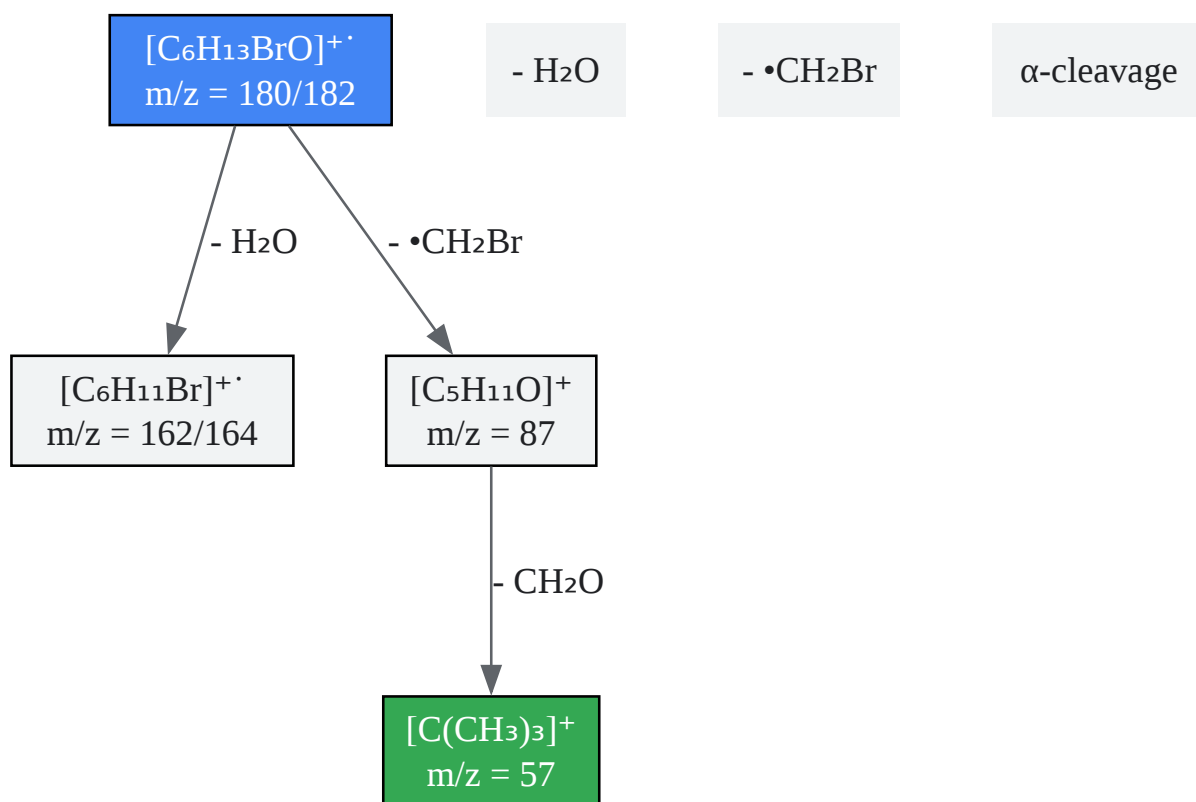 [C₆H₁₃BrO]⁺˙
m/z = 180/182
- H₂O
- •CH₂Br
α-cleavage
- H₂O
- •CH₂Br
[C₆H₁₁Br]⁺˙
m/z = 162/164
[C₅H₁₁O]⁺
m/z = 87
- CH₂O
[C(CH₃)₃]⁺
m/z = 57